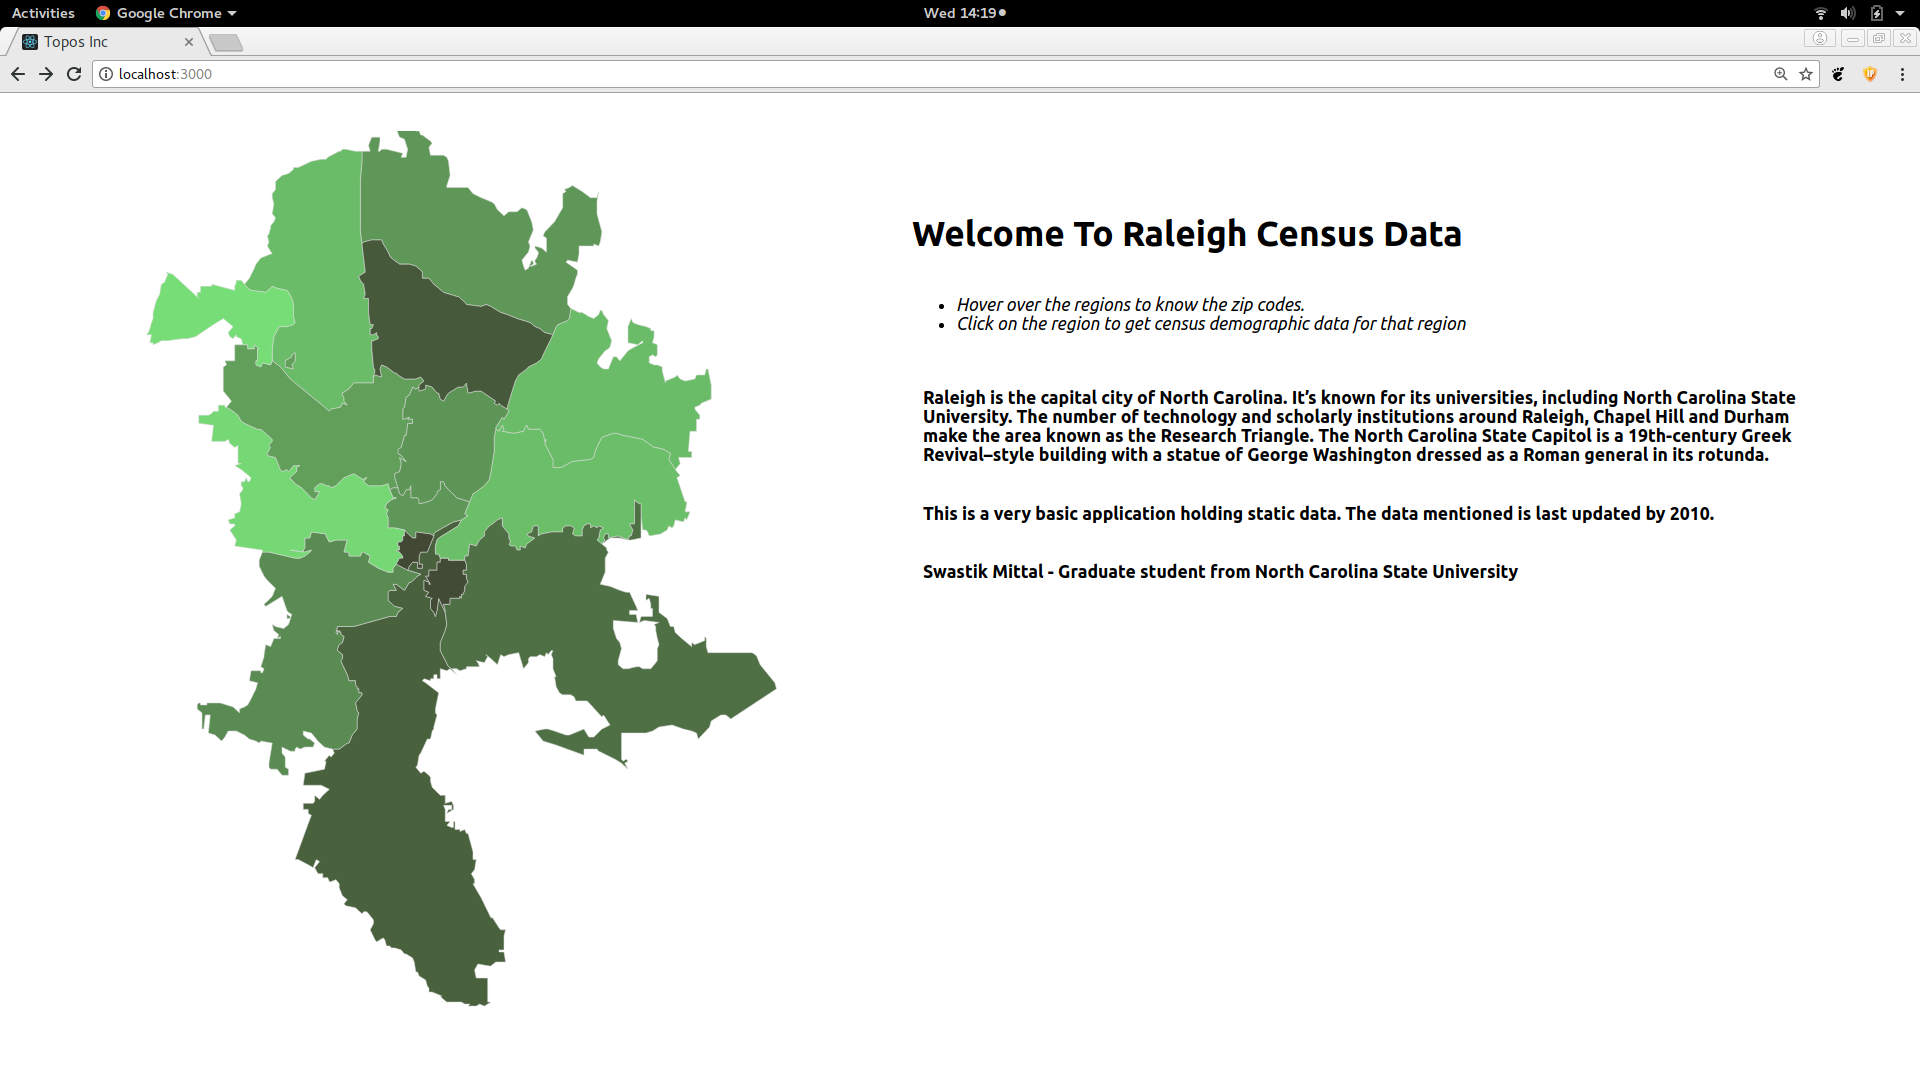 Activities Google Chrome Wed 14:19
Topos Inc
localhost:3000
Welcome To Raleigh Census Data
Hover over the regions to know the zip codes.
Click on the region to get census demographic data for that region
Raleigh is the capital city of North Carolina. It’s known for its universities, including North Carolina State
University. The number of technology and scholarly institutions around Raleigh, Chapel Hill and Durham
make the area known as the Research Triangle. The North Carolina State Capitol is a 19th-century Greek
Revival–style building with a statue of George Washington dressed as a Roman general in its rotunda.
This is a very basic application holding static data. The data mentioned is last updated by 2010.
Swastik Mittal - Graduate student from North Carolina State University